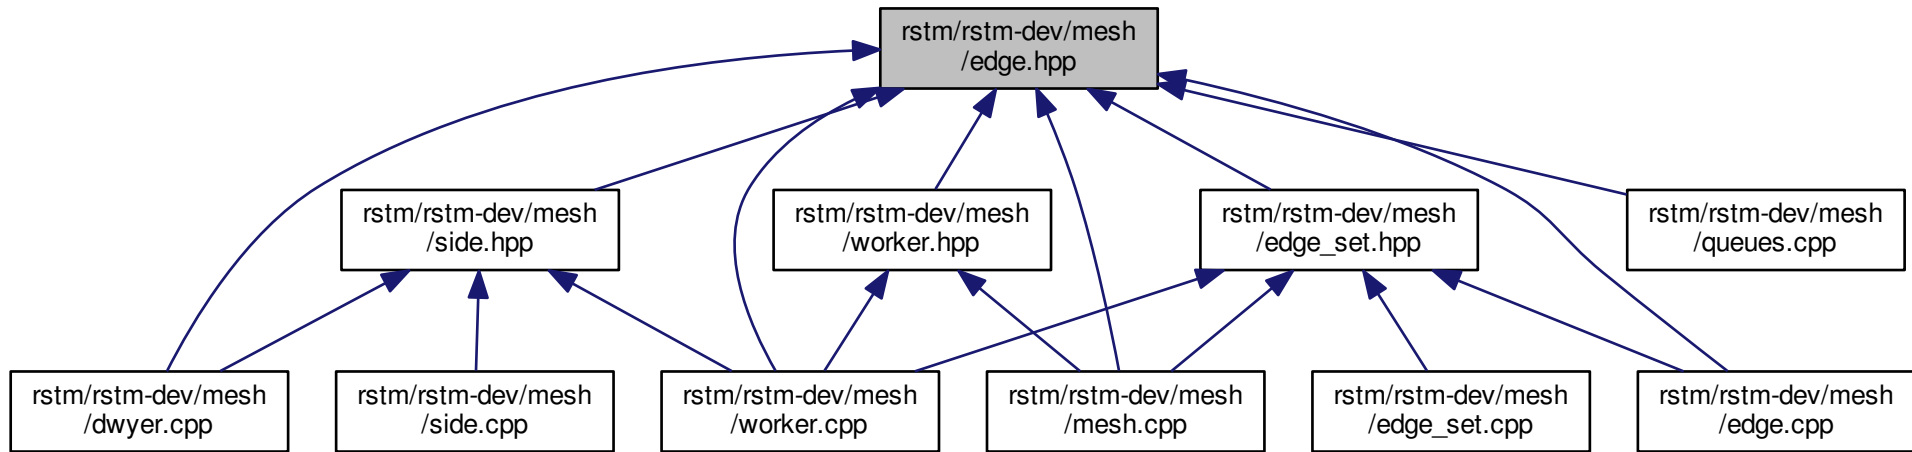 rstm/rstm-dev/mesh
/edge.hpp
rstm/rstm-dev/mesh
/side.hpp
rstm/rstm-dev/mesh
/worker.hpp
rstm/rstm-dev/mesh
/edge_set.hpp
rstm/rstm-dev/mesh
/queues.cpp
rstm/rstm-dev/mesh
/dwyer.cpp
rstm/rstm-dev/mesh
/side.cpp
rstm/rstm-dev/mesh
/worker.cpp
rstm/rstm-dev/mesh
/mesh.cpp
rstm/rstm-dev/mesh
/edge_set.cpp
rstm/rstm-dev/mesh
/edge.cpp